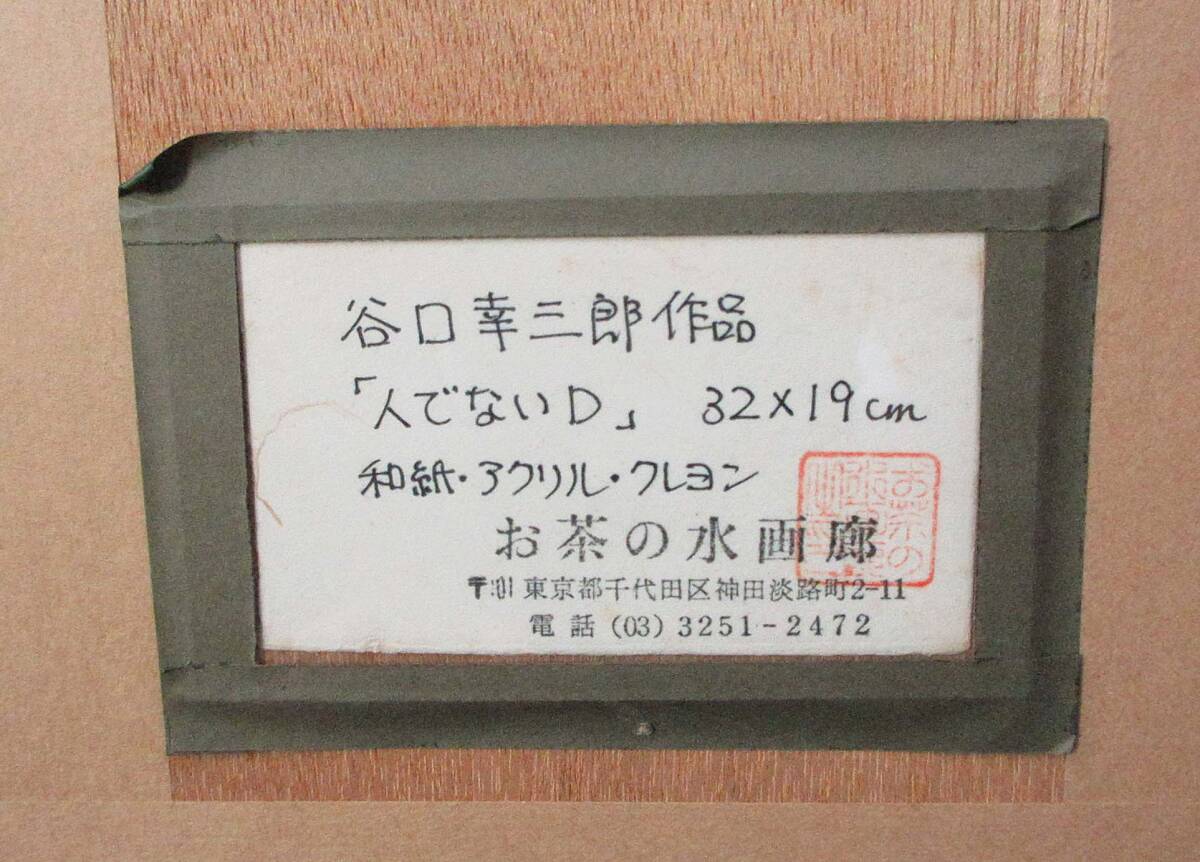 谷口幸三郎作品
「人でないD」 32×19cm
和紙・アクリル・クレヨン
お茶の水画廊
〒101 東京都千代田区神田淡路町2-11
電話 (03) 3251-2472